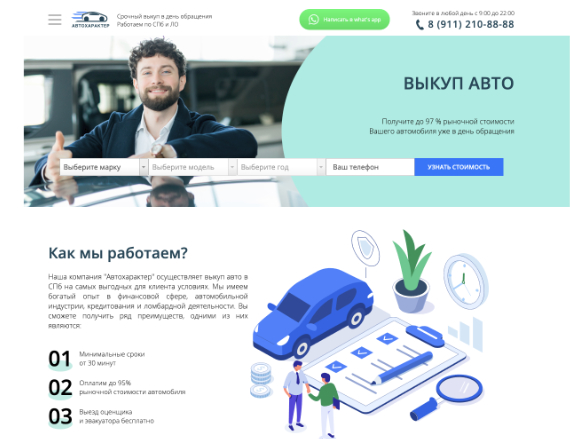 АВТОХАРАКТЕР
Срочный выкуп в день обращения
Работаем по СПб и ЛО
Написать в what's app
Звоните в любой день с 9:00 до 22:00
8 (911) 210-88-88
ВЫКУП АВТО
Получите до 97 % рыночной стоимости
Вашего автомобиля уже в день обращения
Выберите марку
Выберите модель
Выберите год
Ваш телефон
УЗНАТЬ СТОИМОСТЬ
Как мы работаем?
Наша компания "Автохарактер" осуществляет выкуп авто в
СПб на самых выгодных для клиента условиях. Мы имеем
богатый опыт в финансовой сфере, автомобильной
индустрии, кредитования и ломбардной деятельности. Вы
сможете получить ряд преимуществ, одними из них
являются:
01 Минимальные сроки
от 30 минут
02 Оплатим до 95%
рыночной стоимости автомобиля
03 Выезд оценщика
и эвакуатора бесплатно